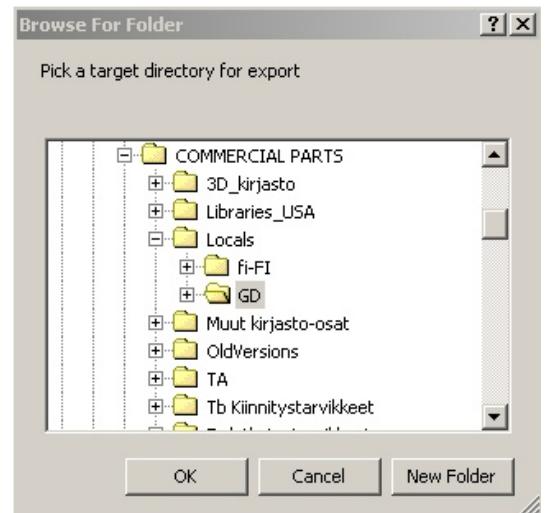 Browse For Folder
Pick a target directory for export
COMMERCIAL PARTS
3D_kirjasto
Libraries_USA
Locals
fi-FI
GD
Muut kirjasto-osat
OldVersions
TA
Tb Kiinnitystarvikkeet
OK Cancel New Folder